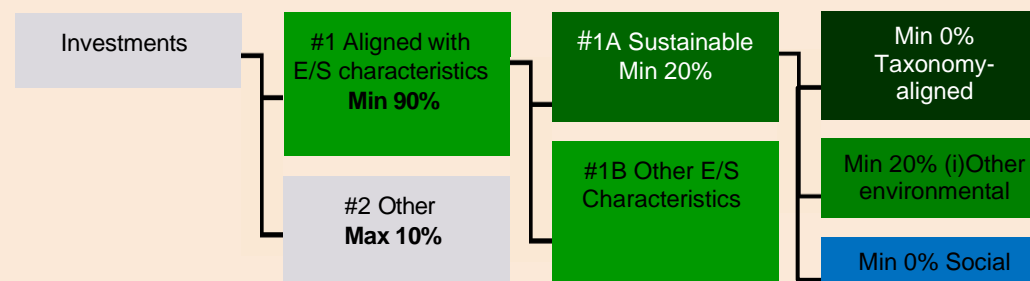 Investments
#1 Aligned with
E/S characteristics
Min 90%
#2 Other
Max 10%
#1A Sustainable
Min 20%
#1B Other E/S
Characteristics
Min 0%
Taxonomy-
aligned
Min 20% (i)Other
environmental
Min 0% Social